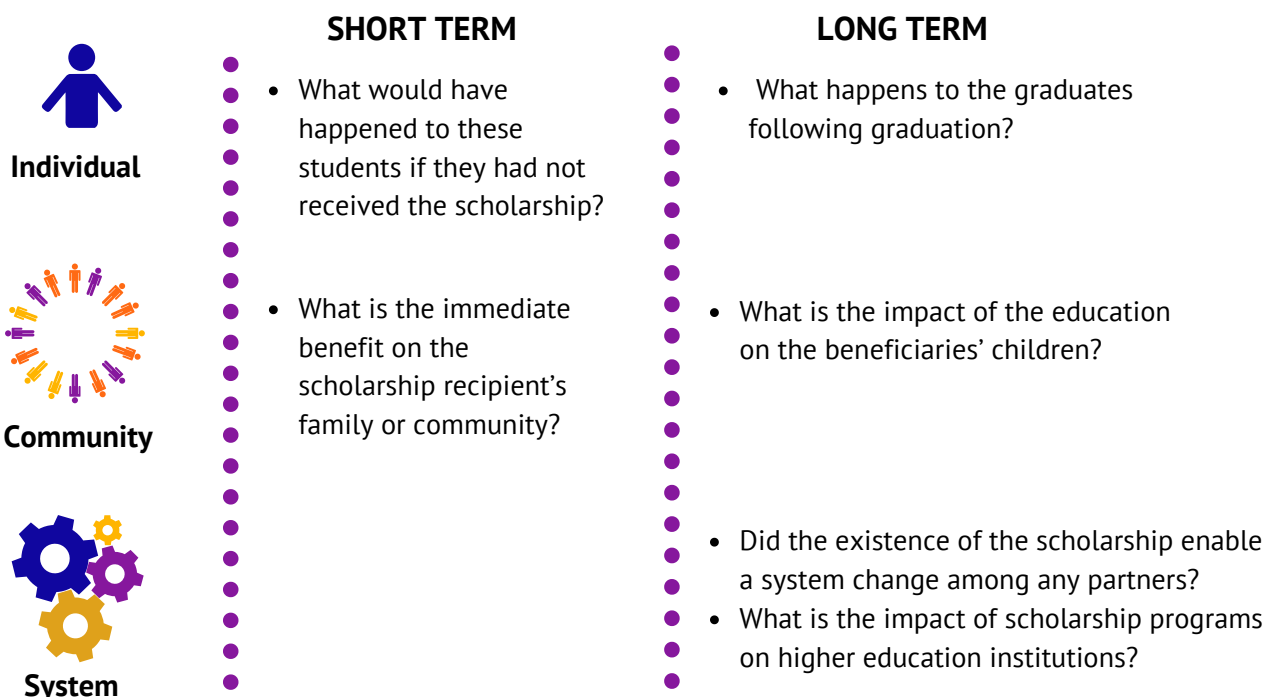 SHORT TERM
LONG TERM
Individual
• What would have
happened to these
students if they had not
received the scholarship?
• What happens to the graduates
following graduation?
Community
• What is the immediate
benefit on the
scholarship recipient’s
family or community?
• What is the impact of the education
on the beneficiaries’ children?
System
• Did the existence of the scholarship enable
a system change among any partners?
• What is the impact of scholarship programs
on higher education institutions?